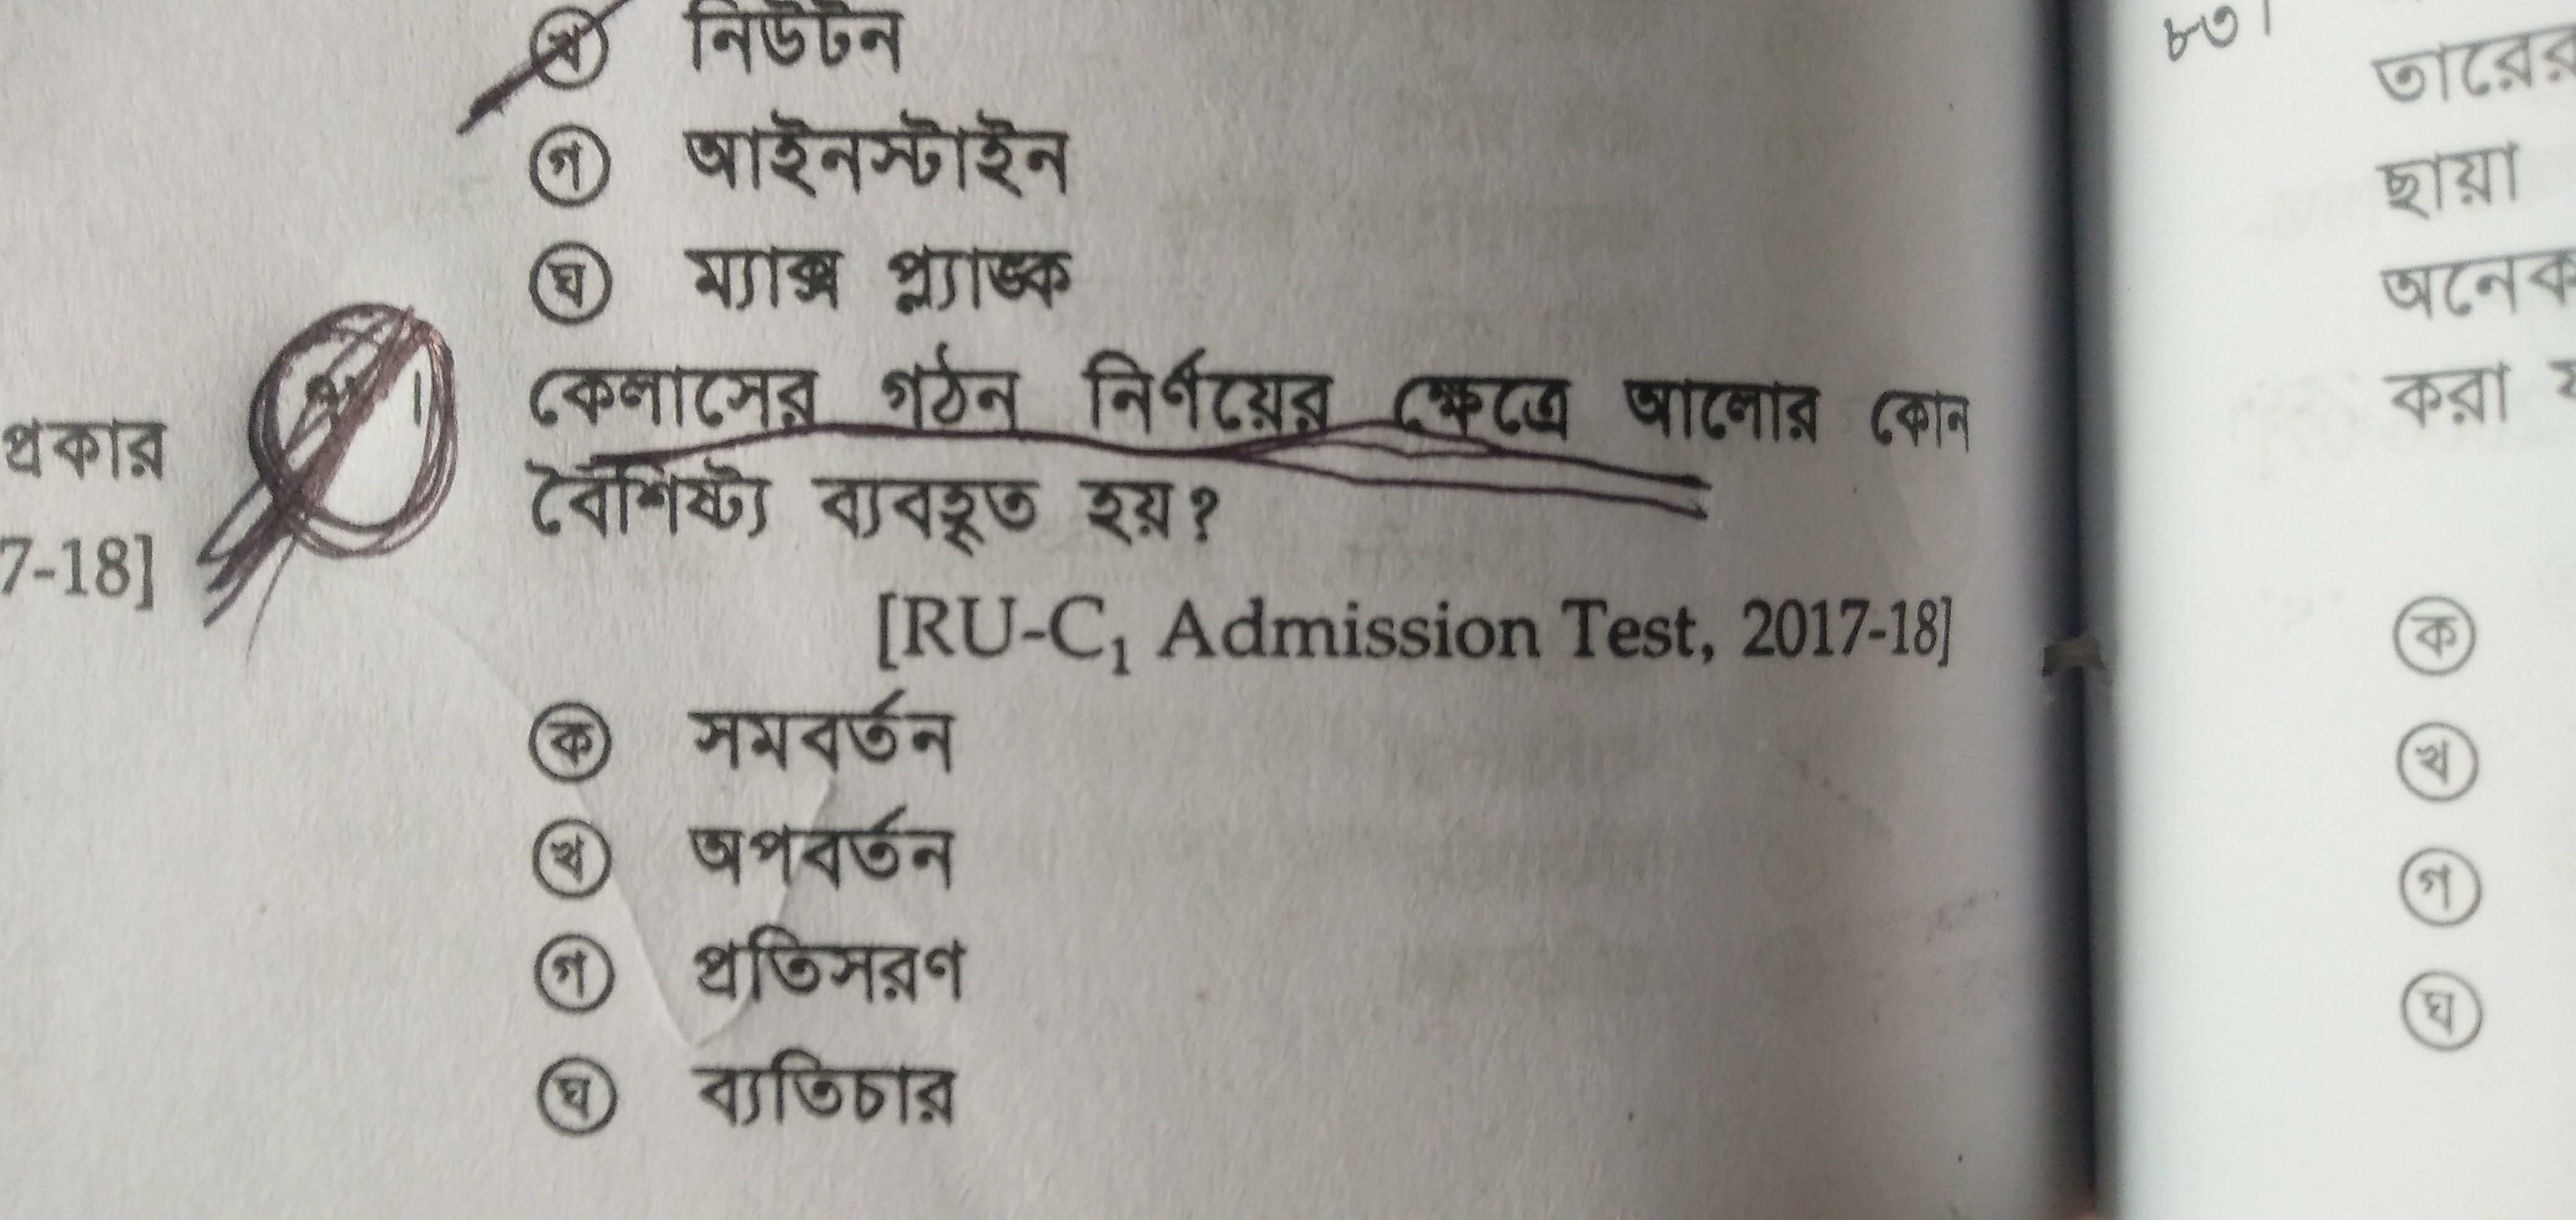 খ নিউটন
গ আইনস্টাইন
ঘ ম্যাক্স প্ল্যাঙ্ক
কেলাসের গঠন নির্ণয়ের ক্ষেত্রে আলোর কোন
বৈশিষ্ট্য ব্যবহৃত হয়?
[RU-C₁ Admission Test, 2017-18]
ক সমবর্তন
খ অপবর্তন
গ প্রতিসরণ
ঘ ব্যতিচার
প্রকার
7-18]
৮৩।
তারের
ছায়া
অনেক
করা
ক
খ
গ
ঘ